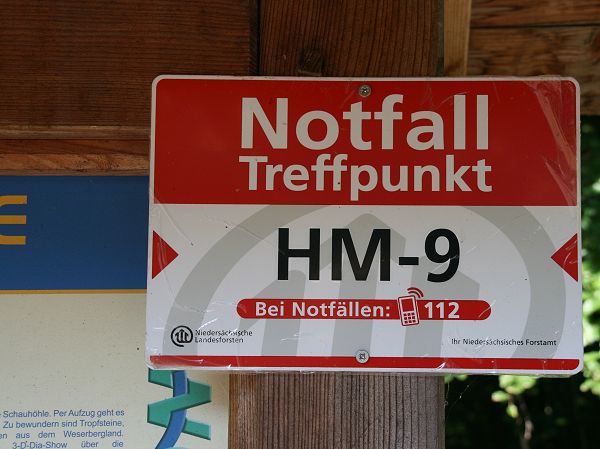 Notfall
Treffpunkt
HM-9
Bei Notfällen: 112
Niedersächsische
Landesforsten
Ihr Niedersächsisches Forstamt
Schauhöhle. Per Aufzug geht es
Zu bewundern sind Tropfsteine,
aus dem Weserbergland.
3-D-Dia-Show über die